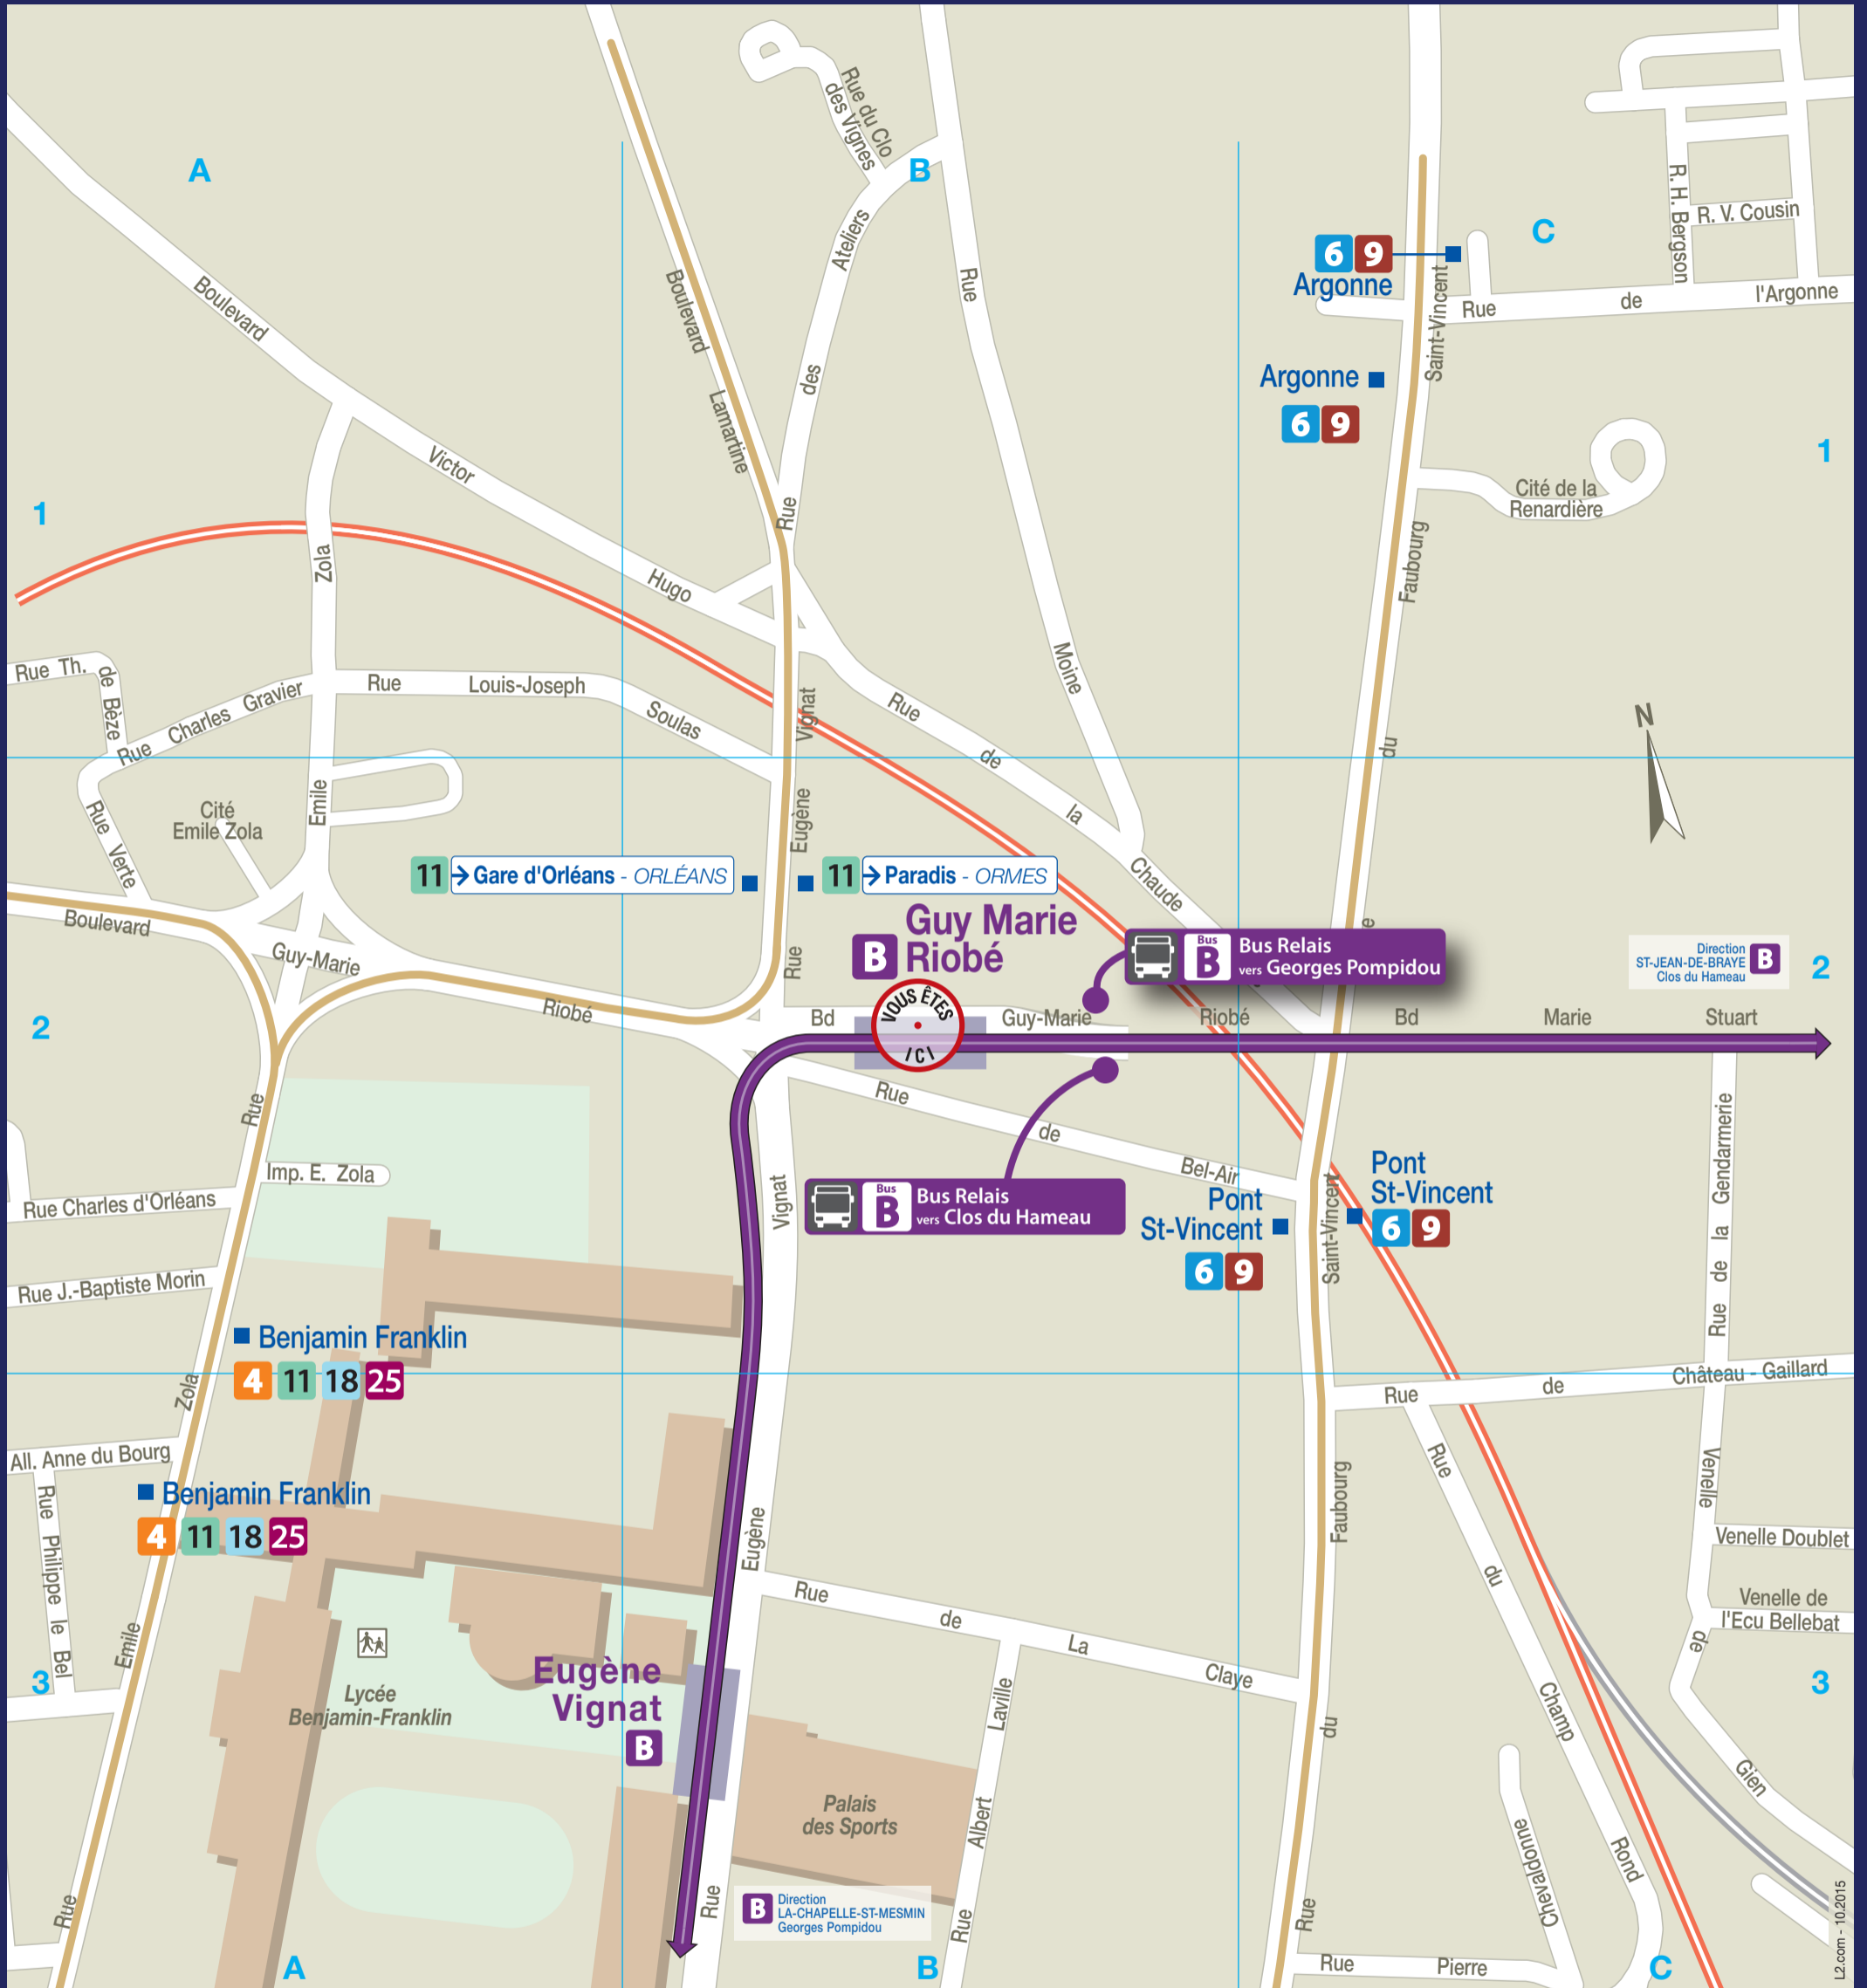 A
B
C
Rue du Clo
des Vignes
Rue des Ateliers
R. H. Bergson
R. V. Cousin
6 9
Argonne
Rue de l'Argonne
Argonne
6 9
Boulevard Victor Hugo
Boulevard Lamartine
Rue Moine
Saint-Vincent
Faubourg
du
1
1
Cité de la
Renardière
Zola
Emile
Rue Th. de Bèze
Rue Charles Gravier
Rue Louis-Joseph Soulas
Rue Eugène Vignat
Rue de la Chaude
N
Rue Verte
Cité
Emile Zola
11 → Gare d'Orléans - ORLÉANS
11 → Paradis - ORMES
Boulevard Guy-Marie Riobé
B Guy Marie
Riobé
Bus B
Bus Relais
vers Georges Pompidou
Direction
ST-JEAN-DE-BRAYE
Clos du Hameau
B
2
2
VOUS ÊTES
ICI
Bd Guy-Marie Riobé
Bd Marie Stuart
Rue de Bel-Air
Rue
Imp. E. Zola
Rue Charles d'Orléans
Rue J.-Baptiste Morin
Bus B
Bus Relais
vers Clos du Hameau
Pont
St-Vincent
6 9
Pont
St-Vincent
6 9
Saint-Vincent
Vignat
Rue de la Gendarmerie
Benjamin Franklin
4 11 18 25
Zola
Rue de Château - Gaillard
All. Anne du Bourg
Benjamin Franklin
4 11 18 25
Rue Philippe le Bel
Emile
Rue
Eugène
Rue
Faubourg
du
Rue
Rue du Champ Rond
Venelle de Gien
Venelle Doublet
Venelle de
l'Ecu Bellebat
Rue de La Claye
3
3
Lycée
Benjamin-Franklin
Eugène
Vignat
B
Rue Albert Laville
Palais
des Sports
Chevaldonne
B
Direction
LA-CHAPELLE-ST-MESMIN
Georges Pompidou
Rue Pierre
A
B
C
L2.com - 10.2015